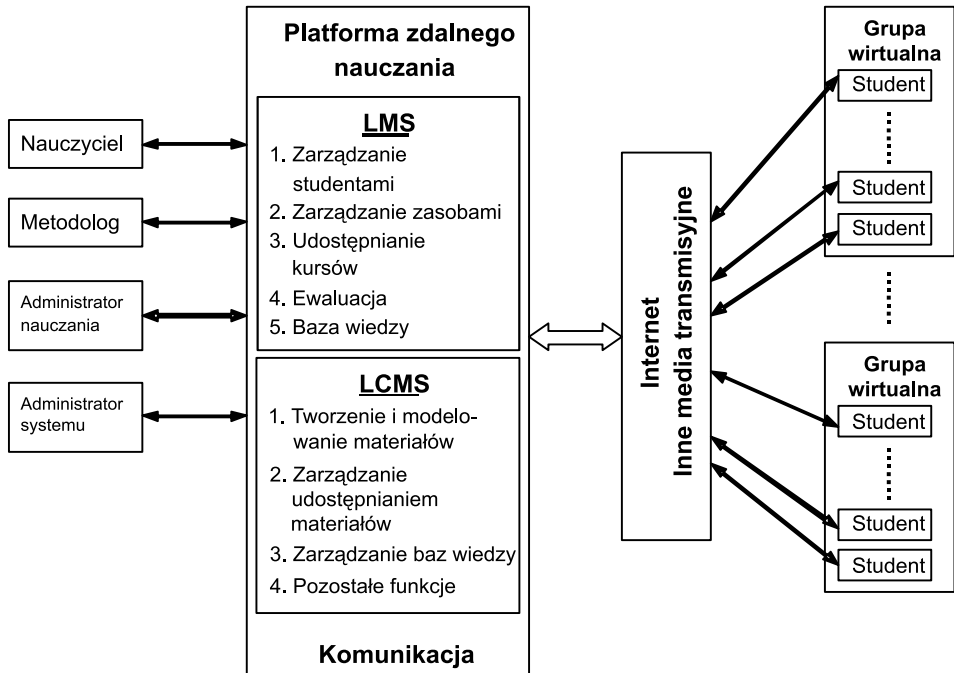 Nauczyciel
Metodolog
Administrator
nauczania
Administrator
systemu
Platforma zdalnego
nauczania
LMS
1. Zarządzanie
studentami
2. Zarządzanie zasobami
3. Udostępnianie
kursów
4. Ewaluacja
5. Baza wiedzy
LCMS
1. Tworzenie i modelo-
wanie materiałów
2. Zarządzanie
udostępnianiem
materiałów
3. Zarządzanie baz wiedzy
4. Pozostałe funkcje
Komunikacja
Internet
Inne media transmisyjne
Grupa
wirtualna
Student
Student
Student
Grupa
wirtualna
Student
Student
Student